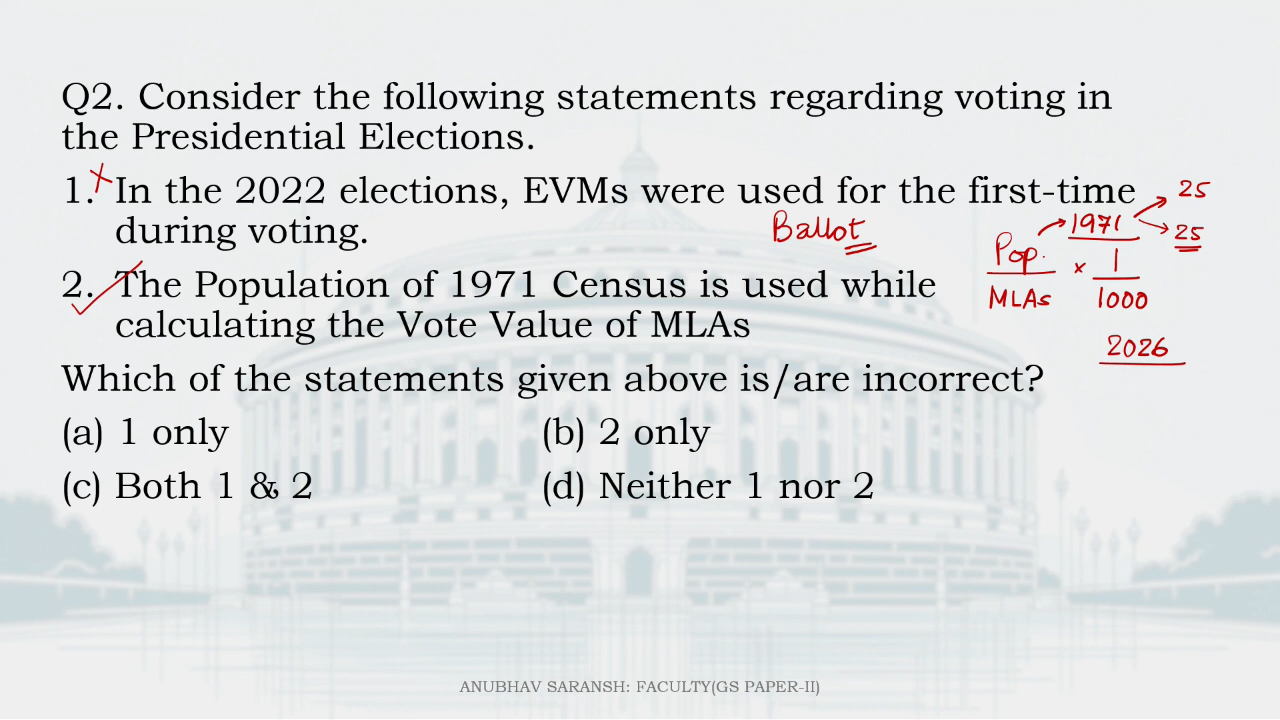 Q2. Consider the following statements regarding voting in
the Presidential Elections.
1. In the 2022 elections, EVMs were used for the first-time
during voting.
Ballot
2. The Population of 1971 Census is used while
calculating the Vote Value of MLAs
1971
25
25
Pop. × 1
MLAs 1000
2026
Which of the statements given above is/are incorrect?
(a) 1 only (b) 2 only
(c) Both 1 & 2 (d) Neither 1 nor 2
ANUBHAV SARANSH: FACULTY(GS PAPER-II)